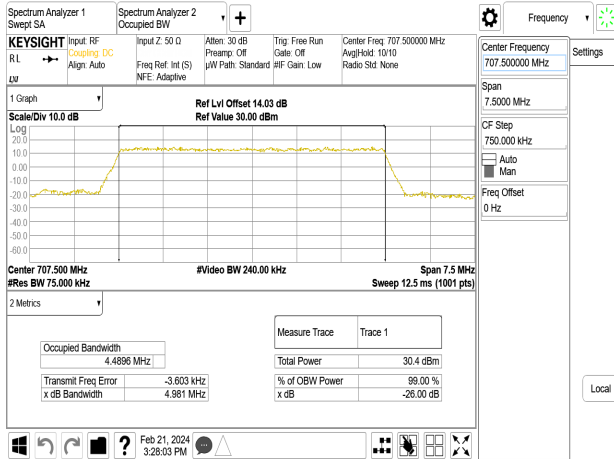 Spectrum Analyzer 1
Swept SA
Spectrum Analyzer 2
Occupied BW
+
Frequency
KEYSIGHT
RL
Input: RF
Coupling: DC
Align: Auto
Input Z: 50 Ω
Freq Ref: Int (S)
NFE: Adaptive
Atten: 30 dB
Preamp: Off
µW Path: Standard
Trig: Free Run
Gate: Off
#IF Gain: Low
Center Freq: 707.500000 MHz
Avg|Hold: 10/10
Radio Std: None
Center Frequency
707.500000 MHz
Settings
Span
7.5000 MHz
CF Step
750.000 kHz
Auto
Man
Freq Offset
0 Hz
Local
1 Graph
Scale/Div 10.0 dB
Ref Lvl Offset 14.03 dB
Ref Value 30.00 dBm
Log
20.0
10.0
0.00
-10.0
-20.0
-30.0
-40.0
-50.0
-60.0
Center 707.500 MHz
#Video BW 240.00 kHz
Span 7.5 MHz
#Res BW 75.000 kHz
Sweep 12.5 ms (1001 pts)
2 Metrics
Measure Trace
Trace 1
Occupied Bandwidth
4.4896 MHz
Total Power
30.4 dBm
Transmit Freq Error
-3.603 kHz
% of OBW Power
99.00 %
x dB Bandwidth
4.981 MHz
x dB
-26.00 dB
?
Feb 21, 2024
3:28:03 PM